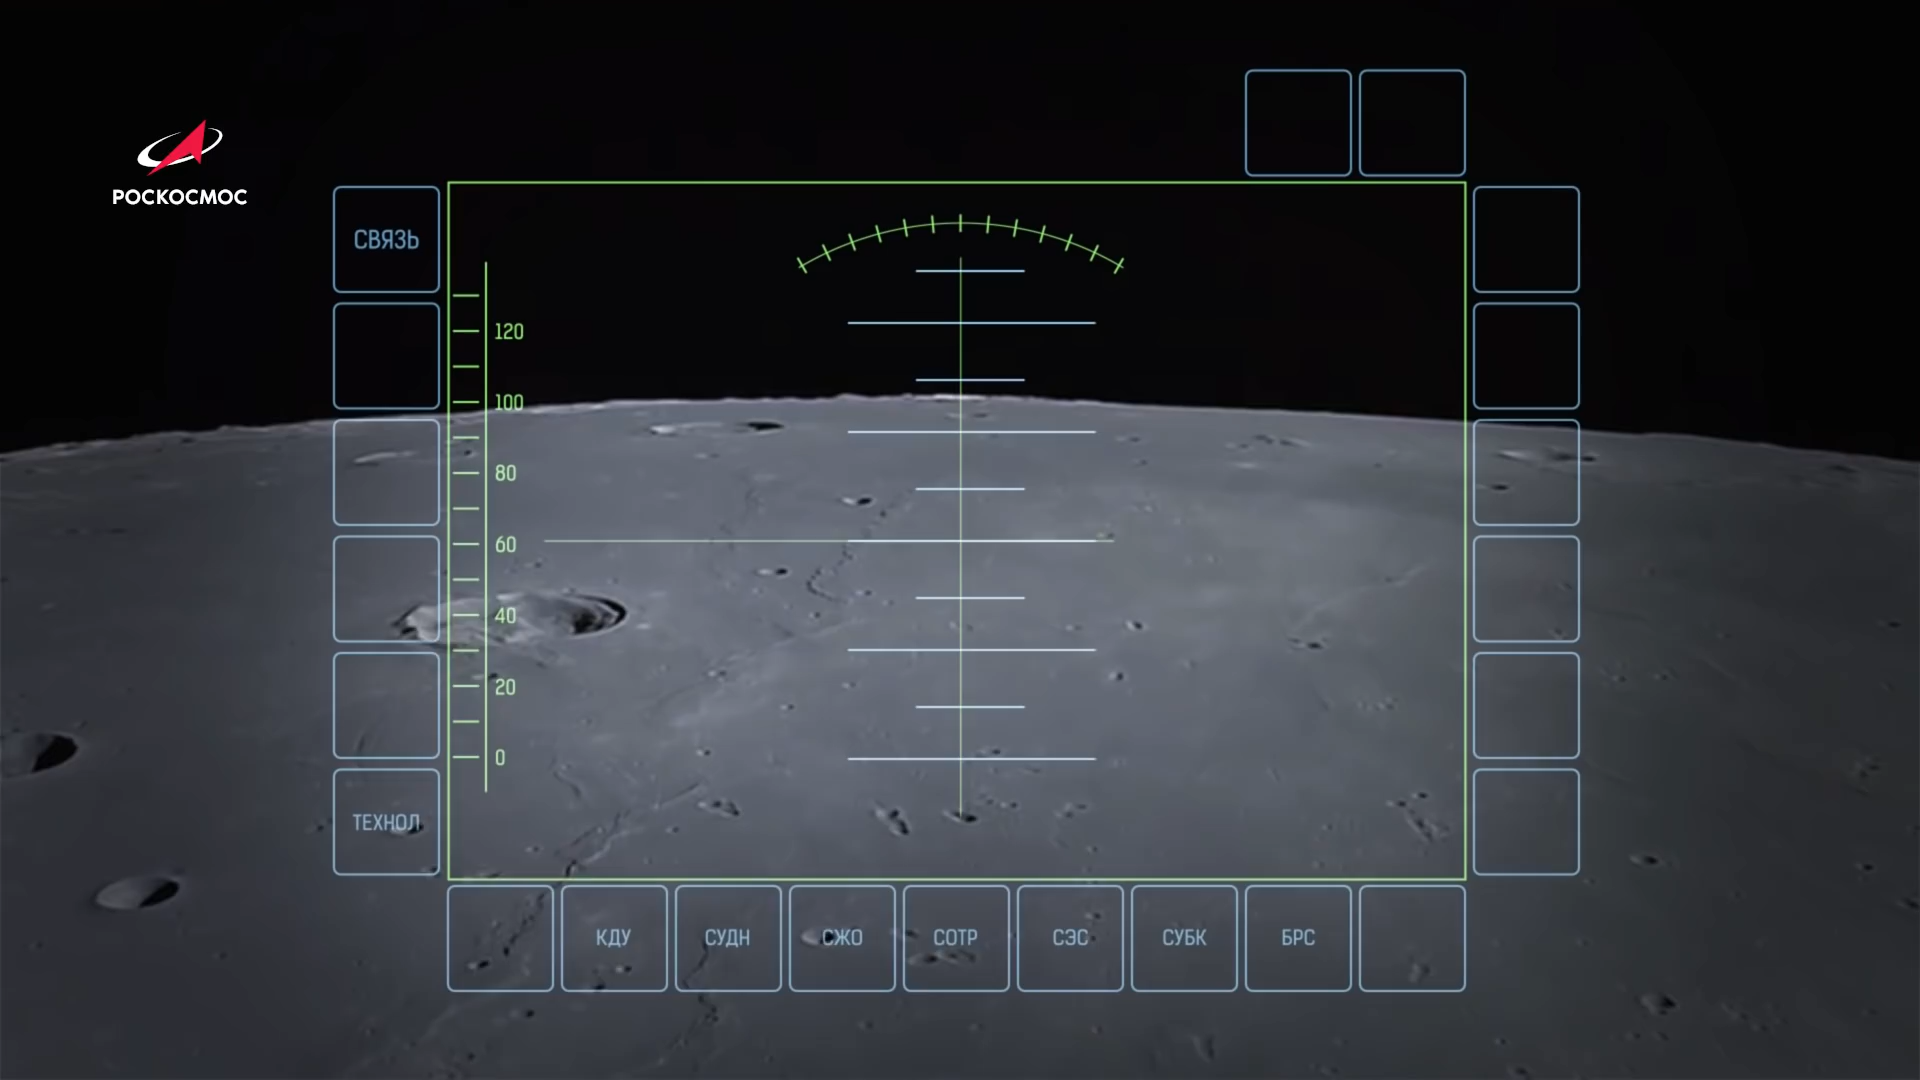 РОСКОСМОС
СВЯЗЬ
120
100
80
60
40
20
0
ТЕХНОЛ
КДУ
СУДН
СЖО
СОТР
СЭС
СУБК
БРС